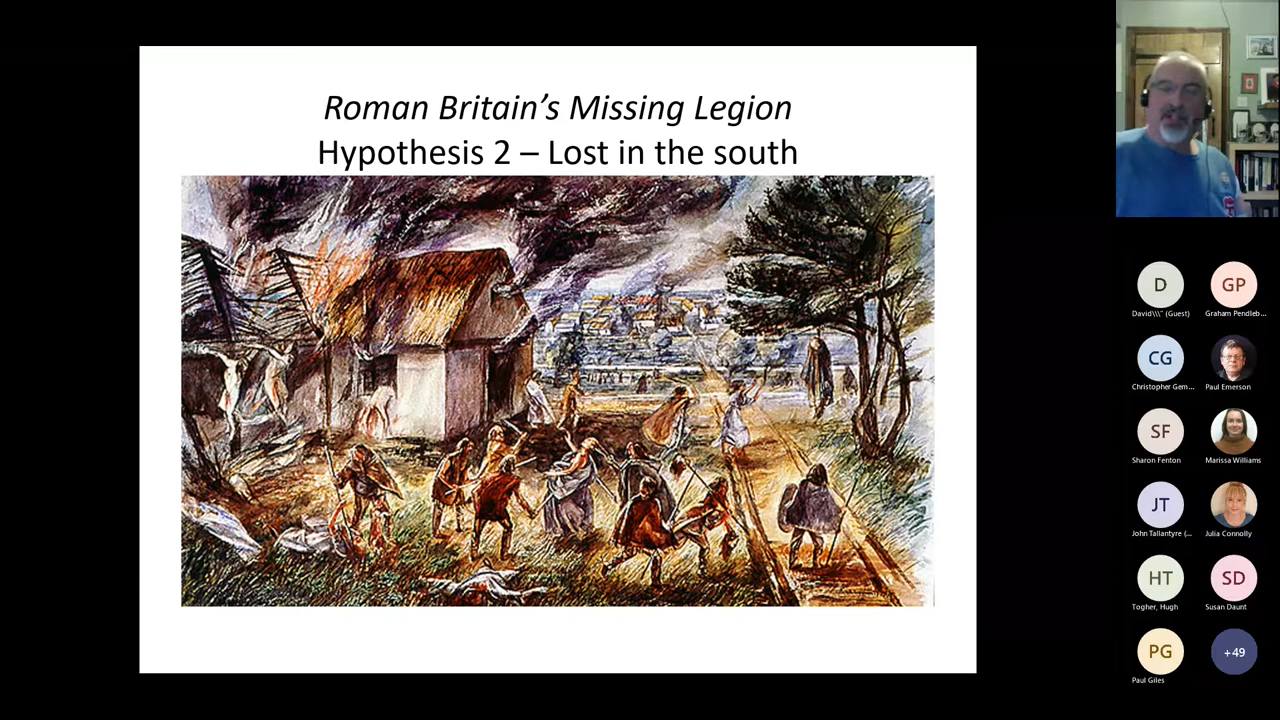 Roman Britain's Missing Legion
Hypothesis 2 – Lost in the south
D
GP
David\\\" (Guest)
Graham Pendleb...
CG
Christopher Gem...
Paul Emerson
SF
Sharon Fenton
Marissa Williams
JT
John Tallantyre (...
Julia Connolly
HT
SD
Togher, Hugh
Susan Daunt
PG
+49
Paul Giles